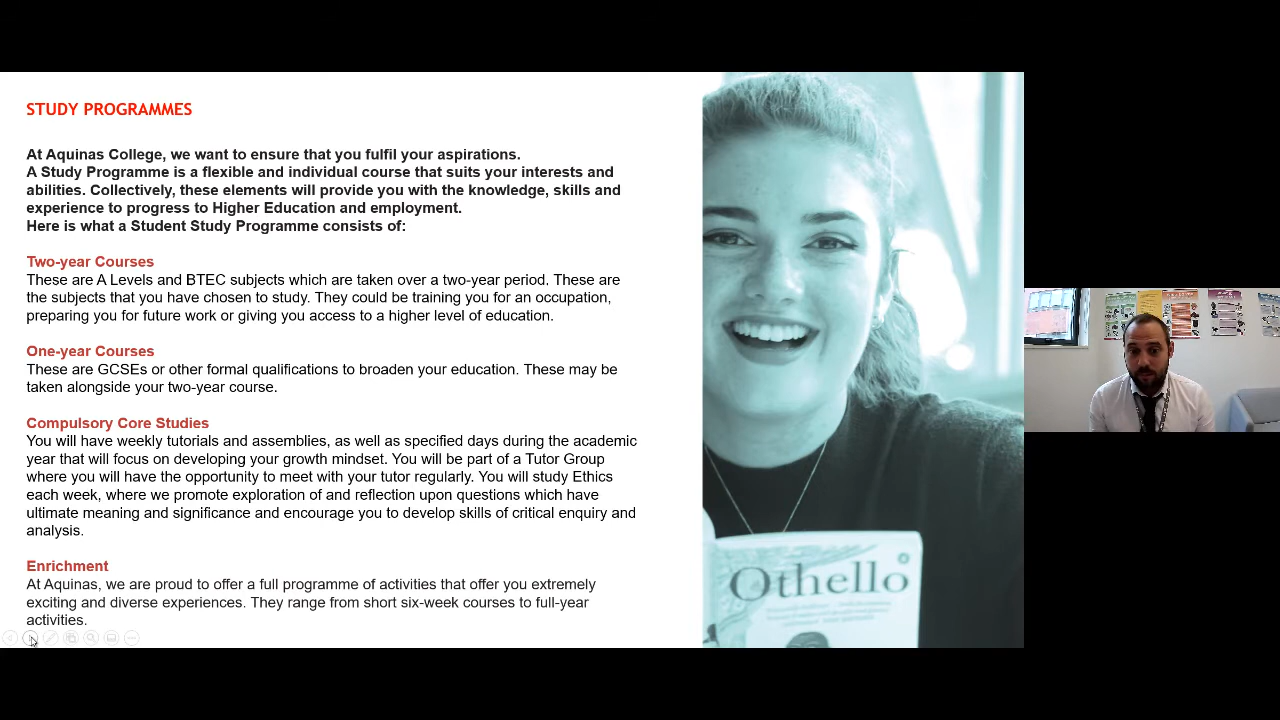 STUDY PROGRAMMES
At Aquinas College, we want to ensure that you fulfil your aspirations.
A Study Programme is a flexible and individual course that suits your interests and
abilities. Collectively, these elements will provide you with the knowledge, skills and
experience to progress to Higher Education and employment.
Here is what a Student Study Programme consists of:
Two-year Courses
These are A Levels and BTEC subjects which are taken over a two-year period. These are
the subjects that you have chosen to study. They could be training you for an occupation,
preparing you for future work or giving you access to a higher level of education.
One-year Courses
These are GCSEs or other formal qualifications to broaden your education. These may be
taken alongside your two-year course.
Compulsory Core Studies
You will have weekly tutorials and assemblies, as well as specified days during the academic
year that will focus on developing your growth mindset. You will be part of a Tutor Group
where you will have the opportunity to meet with your tutor regularly. You will study Ethics
each week, where we promote exploration of and reflection upon questions which have
ultimate meaning and significance and encourage you to develop skills of critical enquiry and
analysis.
Enrichment
At Aquinas, we are proud to offer a full programme of activities that offer you extremely
exciting and diverse experiences. They range from short six-week courses to full-year
activities.
Othello